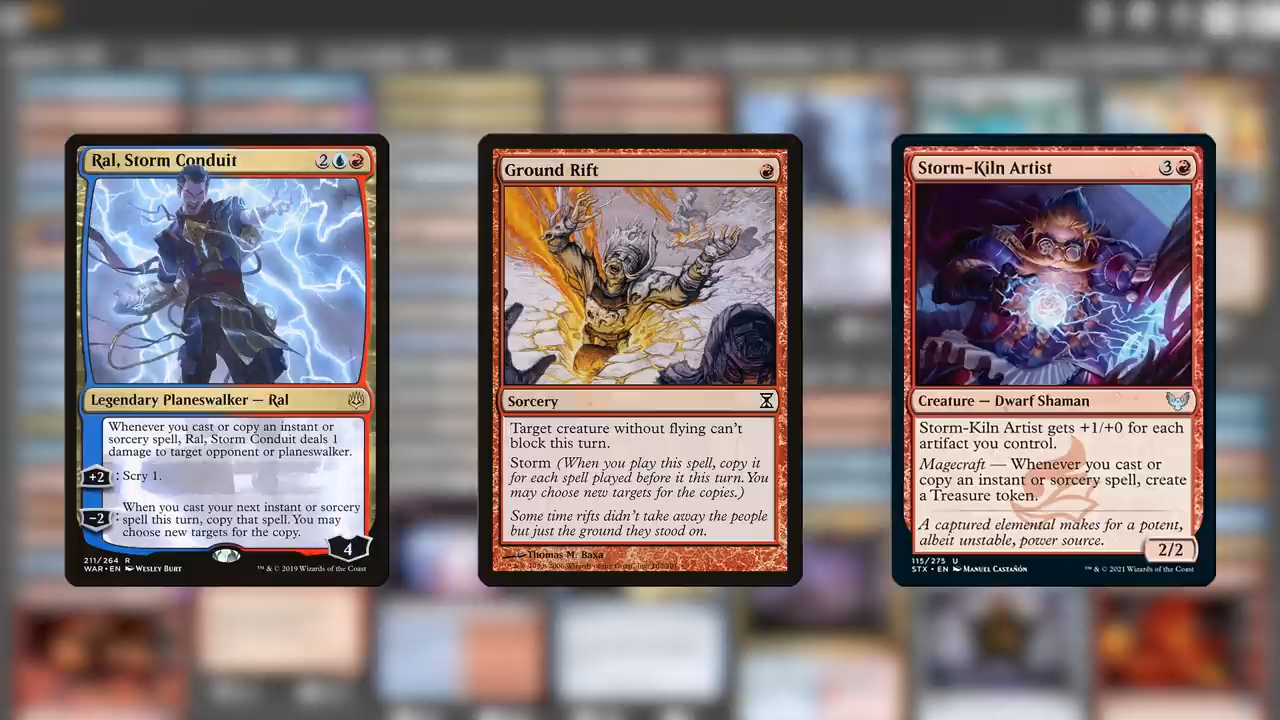 Ral, Storm Conduit 2
Legendary Planeswalker — Ral
Whenever you cast or copy an instant or
sorcery spell, Ral, Storm Conduit deals 1
damage to target opponent or planeswalker.
+2 : Scry 1.
When you cast your next instant or sorcery
-2 : spell this turn, copy that spell. You may
choose new targets for the copy.
4
211/264 R
WAR • EN Wesley Burt
™ & © 2019 Wizards of the Coast
Ground Rift
Sorcery
Target creature without flying can't
block this turn.
Storm (When you play this spell, copy it
for each spell played before it this turn. You
may choose new targets for the copies.)
Some time rifts didn't take away the people
but just the ground they stood on.
Thomas M. Baxa
Storm-Kiln Artist 3
Creature — Dwarf Shaman
Storm-Kiln Artist gets +1/+0 for each
artifact you control.
Magecraft — Whenever you cast or
copy an instant or sorcery spell, create
a Treasure token.
A captured elemental makes for a potent,
albeit unstable, power source.
2/2
115/275 U
STX • EN Manuel Castañón
™ & © 2021 Wizards of the Coast